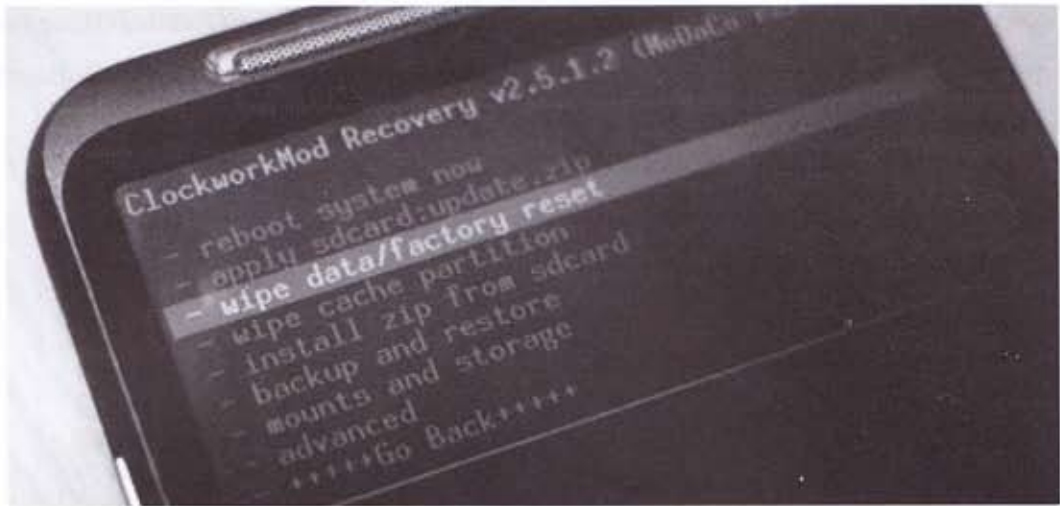 ClockworkMod Recovery v2.5.1.2
- reboot system now
- apply sdcard:update.zip
- wipe data/factory reset
- wipe cache partition
- install zip from sdcard
- backup and restore
- mounts and storage
- advanced
- +++++Go Back+++++